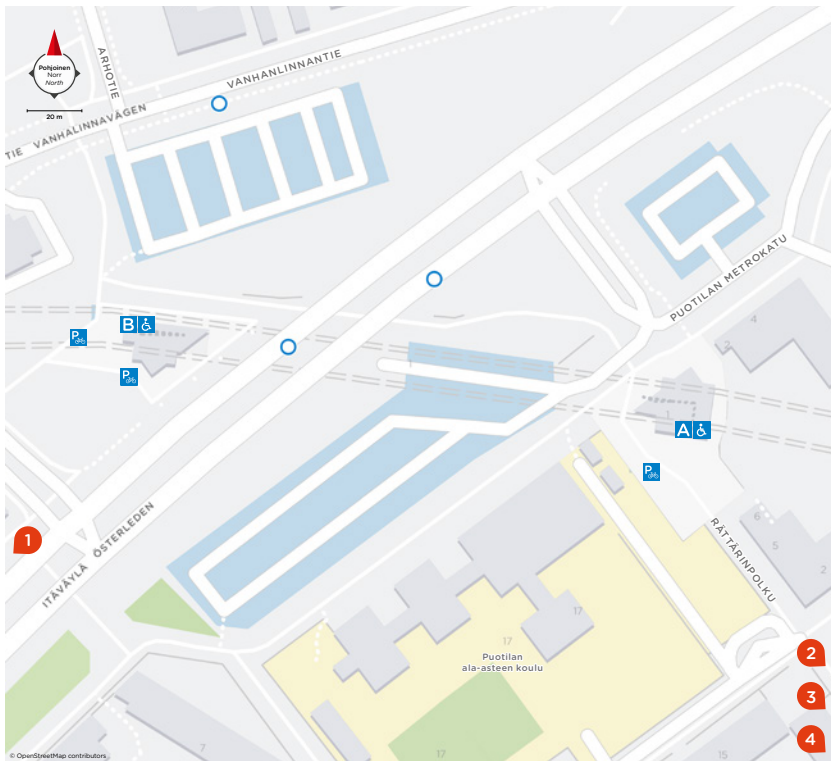 Pohjoinen
Norr
North
20 m
ARHOTIE
VANHANLINNANTIE
TIE VANHALINNAVÄGEN
PUOTILAN METROKATU
B
P
P
4
2
1
A
P
1
ITÄVÄYLÄ ÖSTERLEDEN
RÄTTÄRINPOLKU
6
5
2
17
17
Puotilan
ala-asteen koulu
2
3
4
7
17
15
© OpenStreetMap contributors